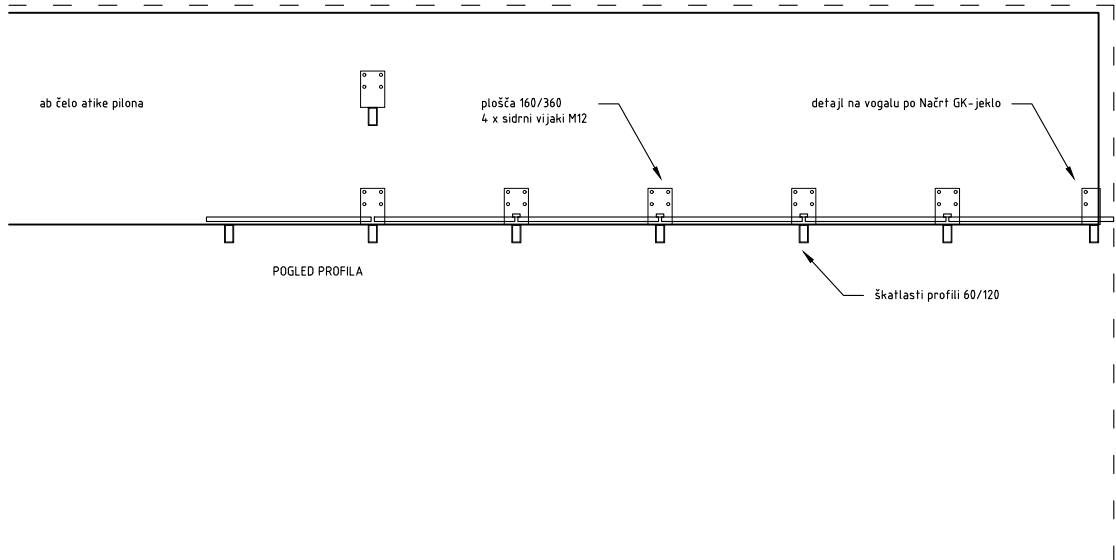 ab čelo atike pilona
plošča 160/360
4 x sidrni vijaki M12
detajl na vogalu po Načrt GK-jeklo
POGLED PROFILA
škatlasti profili 60/120